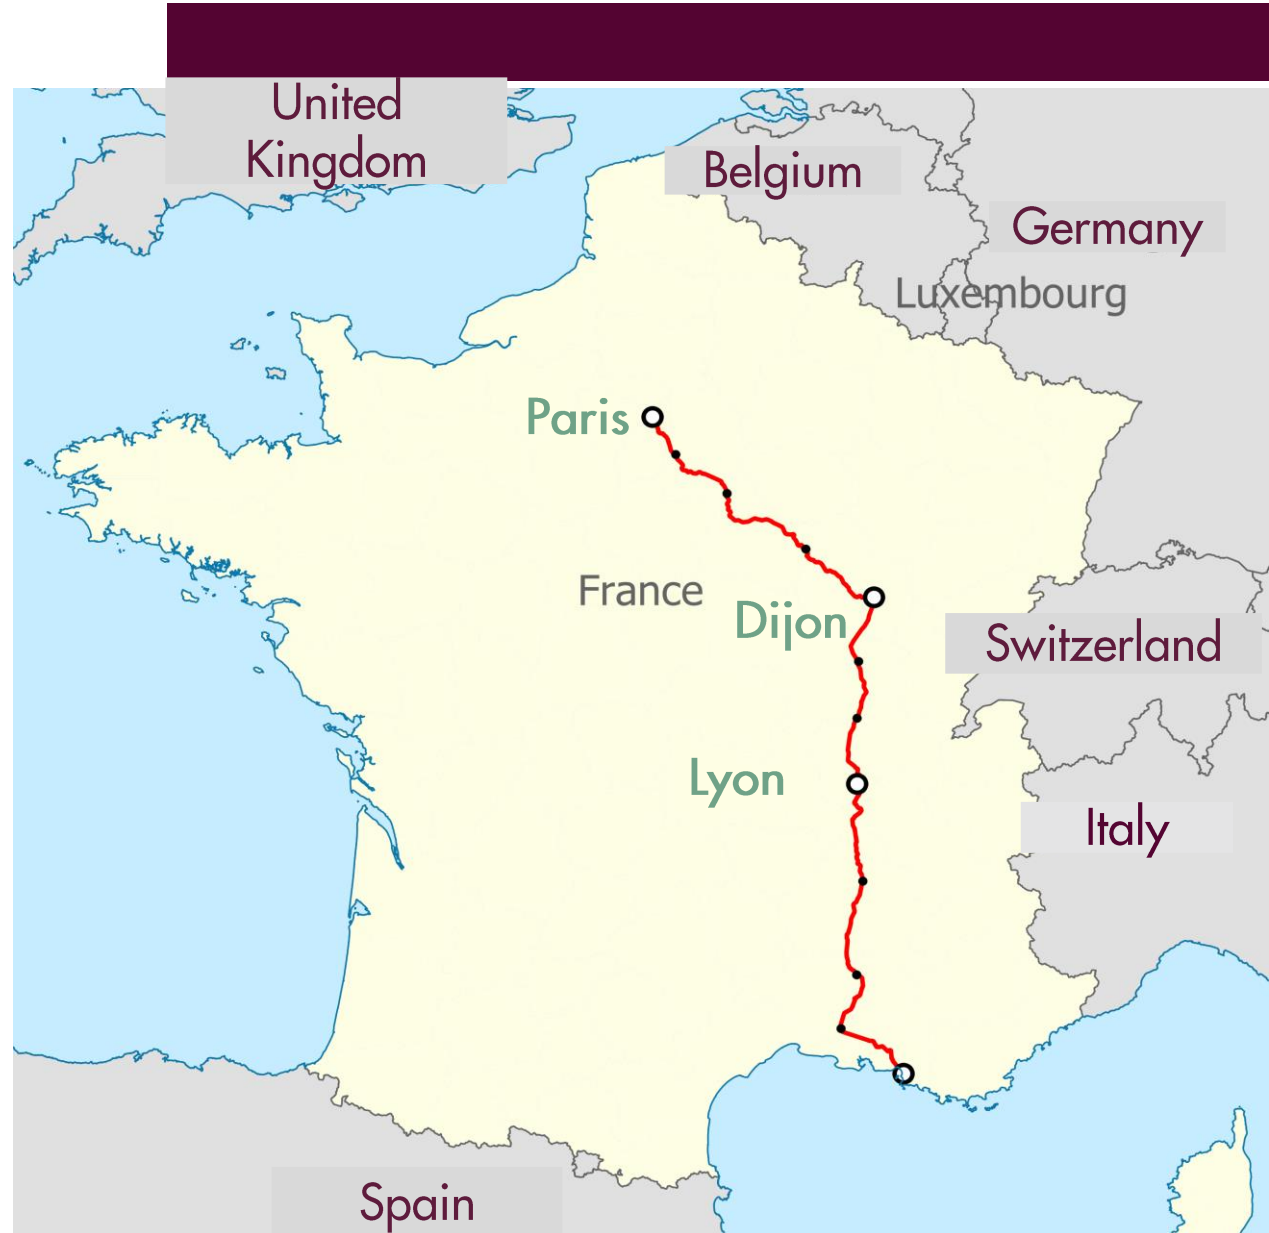 United
Kingdom
Belgium
Germany
Luxembourg
Paris
France
Dijon
Switzerland
Lyon
Italy
Spain